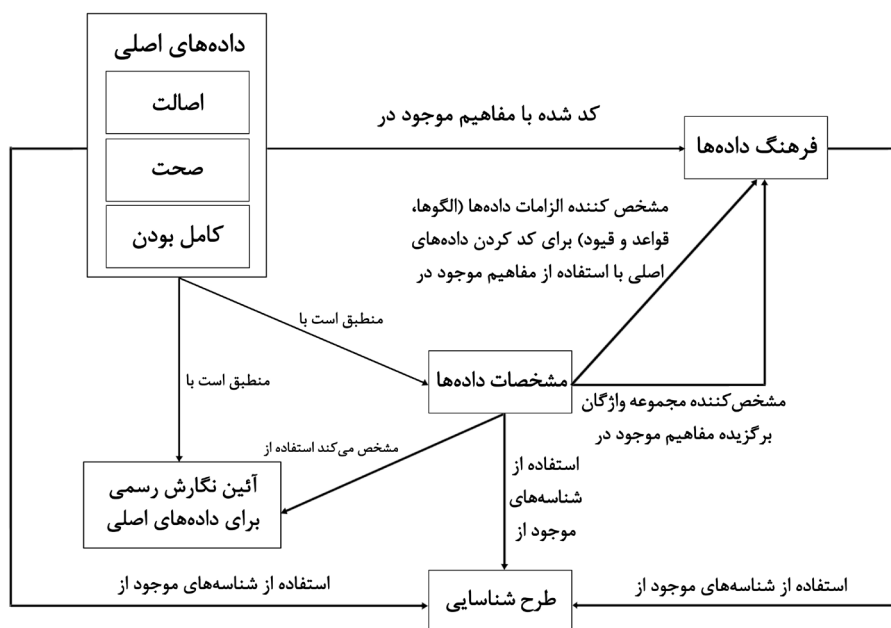 داده‌های اصلی
اصالت
صحت
کامل بودن
کد شده با مفاهیم موجود در
فرهنگ داده‌ها
مشخص کننده الزامات داده‌ها (الگوها،
قواعد و قیود) برای کد کردن داده‌های
اصلی با استفاده از مفاهیم موجود در
منطبق است با
منطبق است با
مشخصات داده‌ها
مشخص‌کننده مجموعه واژگان
برگزیده مفاهیم موجود در
مشخص می‌کند استفاده از
استفاده از
شناسه‌های
موجود از
آئین نگارش رسمی
برای داده‌های اصلی
استفاده از شناسه‌های موجود از
طرح شناسایی
استفاده از شناسه‌های موجود از